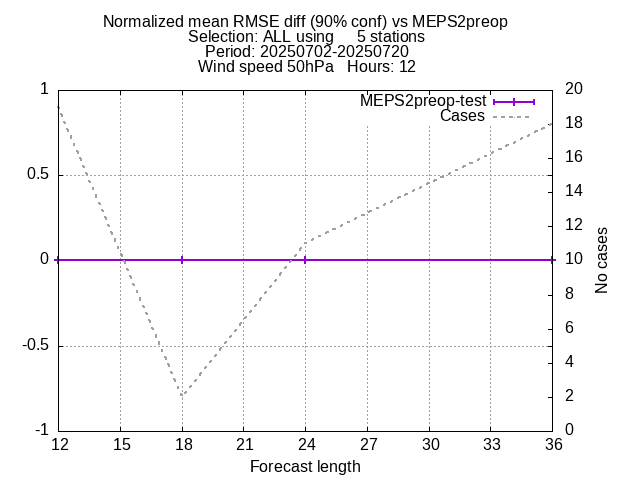 Normalized mean RMSE diff (90% conf) vs MEPS2preop
Selection: ALL using     5 stations
Period: 20250702-20250720
Wind speed 50hPa   Hours: 12
MEPS2preop-test
Cases
1
0.5
0
-0.5
-1
20
18
16
14
12
10
8
6
4
2
0
No cases
12 15 18 21 24 27 30 33 36
Forecast length